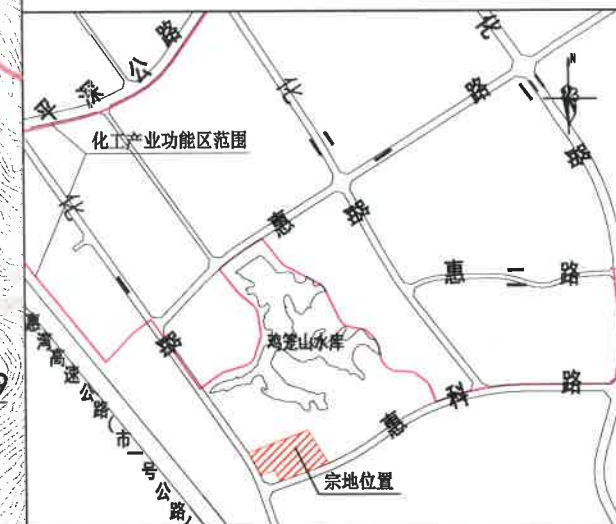 平深公路
N
化工产业功能区范围
化一路
化二路
化
路
惠一路
惠二路
鸡笼山水库
惠科路
惠湾高速公路(市一号公路)
宗地位置